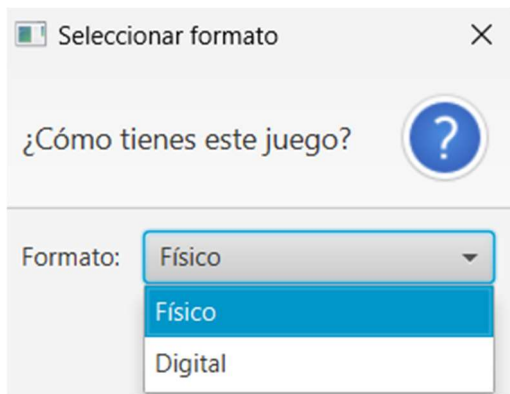 Seleccionar formato
¿Cómo tienes este juego?
?
Formato: Físico
Físico
Digital